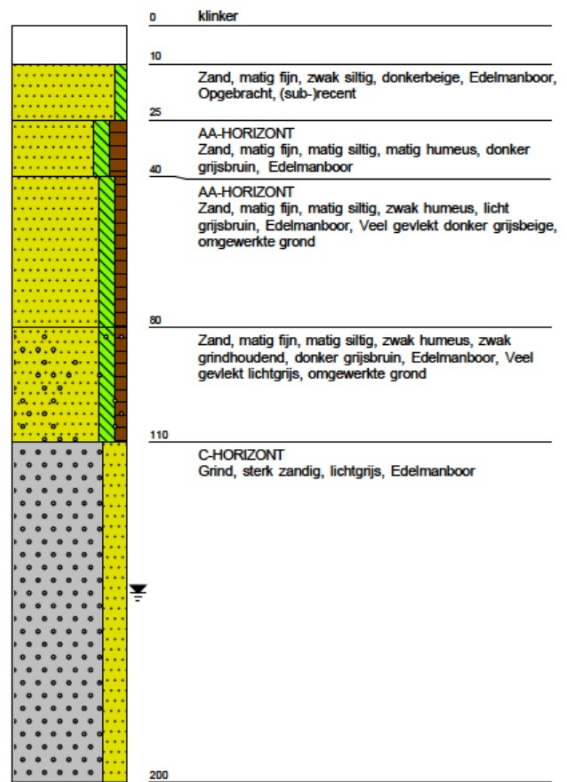 0 klinker
10
Zand, matig fijn, zwak siltig, donkerbeige, Edelmanboor,
Opgebracht, (sub-)recent
25
AA-HORIZONT
Zand, matig fijn, matig siltig, matig humeus, donker
grijsbruin, Edelmanboor
40
AA-HORIZONT
Zand, matig fijn, matig siltig, zwak humeus, licht
grijsbruin, Edelmanboor, Veel gevlekt donker grijsbeige,
omgewerkte grond
80
Zand, matig fijn, matig siltig, zwak humeus, zwak
grindhoudend, donker grijsbruin, Edelmanboor, Veel
gevlekt lichtgrijs, omgewerkte grond
110
C-HORIZONT
Grind, sterk zandig, lichtgrijs, Edelmanboor
200